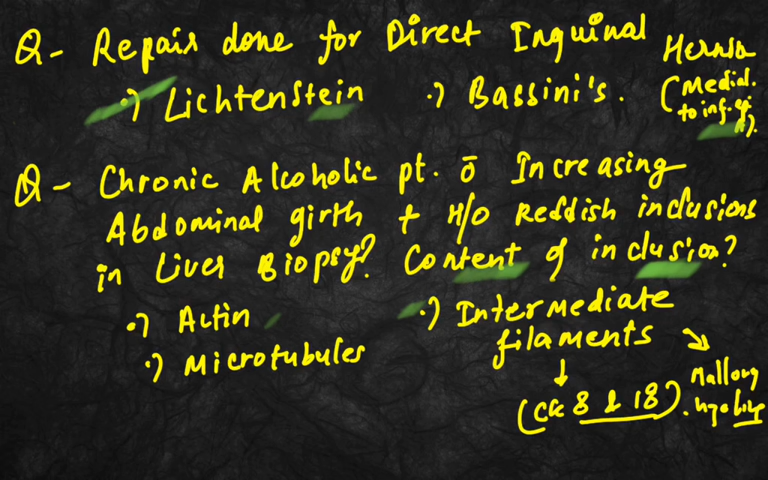 Q- Repair done for Direct Inguinal Hernia
•) Lichtenstein •) Bassini's. (Medial. to inf. epi A).
Q- Chronic Alcoholic pt. c̄ Increasing
Abdominal girth + H/O Reddish inclusions
in Liver Biopsy? Content of inclusion?
•) Actin •) Intermediate
filaments
•) Microtubules
(CK 8 & 18). Mallory
hyaline